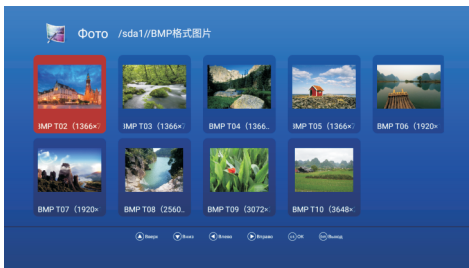 Фото /sda1//BMP格式图片
BMP T02 (1366×
BMP T03 (1366×
BMP T04 (1366..
BMP T05 (1366×
BMP T06 (1920×
BMP T07 (1920×
BMP T08 (2560..
BMP T09 (3072×
BMP T10 (3648×
Вверх Вниз Влево Вправо OK Выход